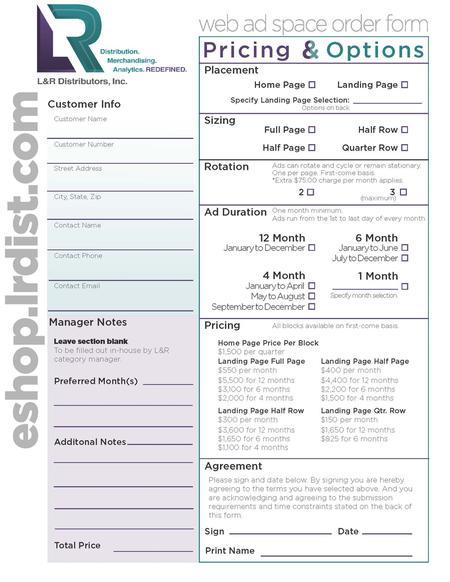 LR
Distribution.
Merchandising.
Analytics. REDEFINED.
L&R Distributors, Inc.
eshop.lrdist.com
Customer Info
Customer Name
Customer Number
Street Address
City, State, Zip
Contact Name
Contact Phone
Contact Email
Manager Notes
Leave section blank
To be filled out in-house by L&R
category manager.
Preferred Month(s)
Additonal Notes
Total Price
web ad space order form
Pricing & Options
Placement
Home Page Landing Page
Specify Landing Page Selection:
Options on back
Sizing
Full Page Half Row
Half Page Quarter Row
Rotation
Ads can rotate and cycle or remain stationary.
One per page. First-come basis.
*Extra $75.00 charge per month applies.
2 3
(maximum)
Ad Duration
One month minimum.
Ads run from the 1st to last day of every month.
12 Month
January to December
6 Month
January to June
July to December
4 Month
January to April
May to August
September to December
1 Month
Specify month selection.
Pricing
All blocks available on first-come basis.
Home Page Price Per Block
$1,500 per quarter
Landing Page Full Page
$550 per month
$5,500 for 12 months
$3,100 for 6 months
$2,000 for 4 months
Landing Page Half Page
$400 per month
$4,400 for 12 months
$2,200 for 6 months
$1,500 for 4 months
Landing Page Half Row
$300 per month
$3,600 for 12 months
$1,650 for 6 months
$1,100 for 4 months
Landing Page Qtr. Row
$150 per month
$1,650 for 12 months
$825 for 6 months
Agreement
Please sign and date below. By signing you are hereby
agreeing to the terms you have selected above. And you
are acknowledging and agreeing to the submission
requirements and time constraints stated on the back of
this form.
Sign Date
Print Name